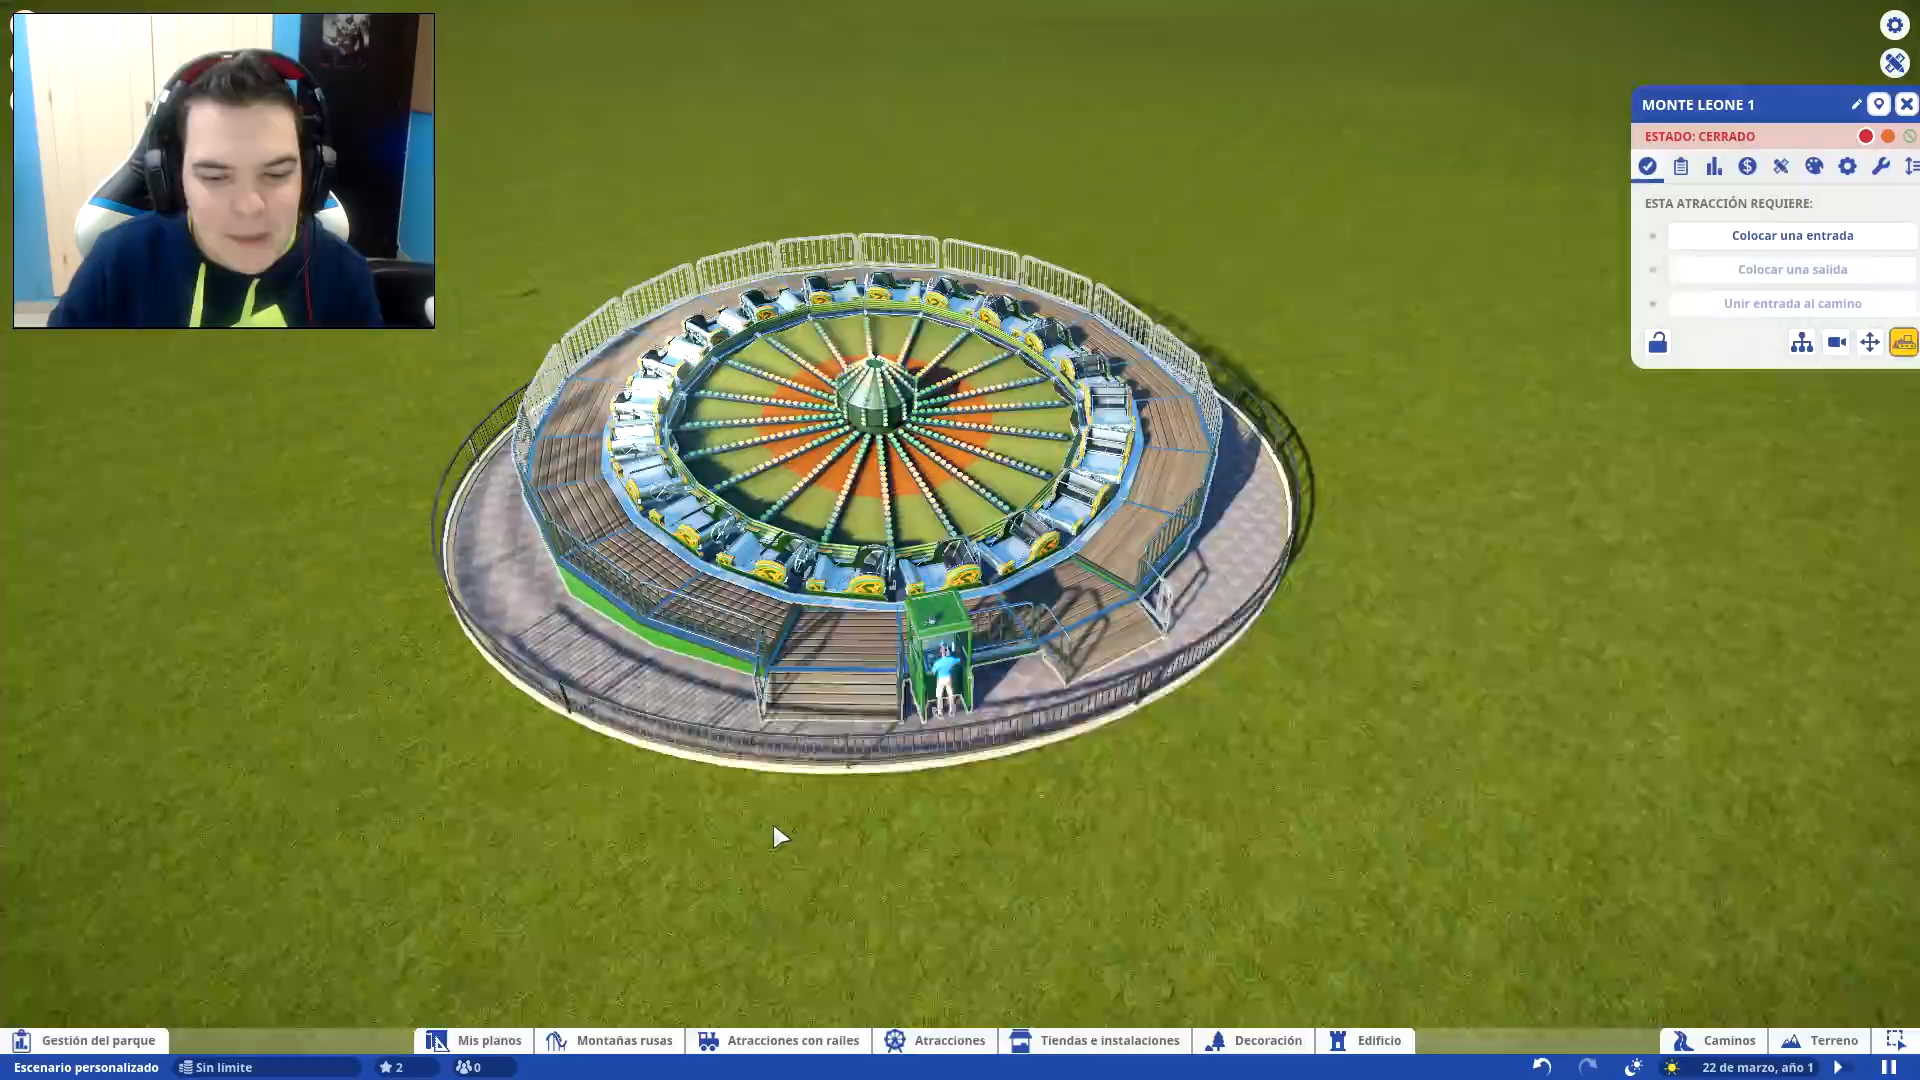 MONTE LEONE 1
ESTADO: CERRADO
ESTA ATRACCIÓN REQUIERE:
Colocar una entrada
Colocar una salida
Unir entrada al camino
Gestión del parque
Mis planos
Montañas rusas
Atracciones con raíles
Atracciones
Tiendas e instalaciones
Decoración
Edificio
Caminos
Terreno
Escenario personalizado
Sin límite
2
0
22 de marzo, año 1